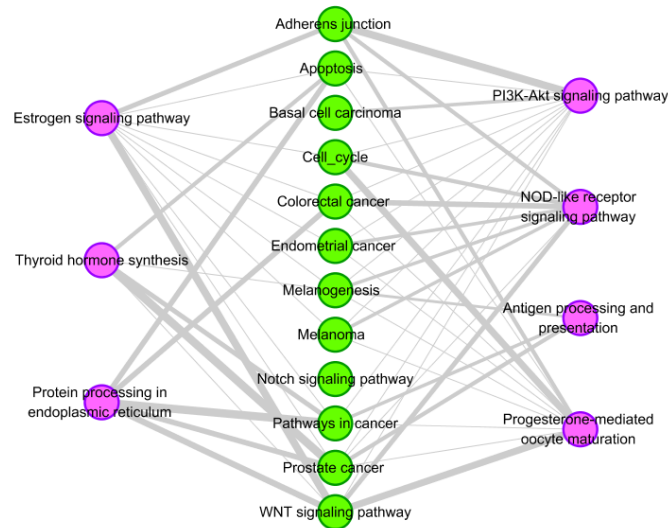 Adherens junction
Apoptosis
Estrogen signaling pathway
Basal cell carcinoma
PI3K-Akt signaling pathway
Cell_cycle
Colorectal cancer
NOD-like receptor
signaling pathway
Endometrial cancer
Thyroid hormone synthesis
Melanogenesis
Antigen processing and
presentation
Melanoma
Notch signaling pathway
Protein processing in
endoplasmic reticulum
Pathways in cancer
Progesterone-mediated
oocyte maturation
Prostate cancer
WNT signaling pathway